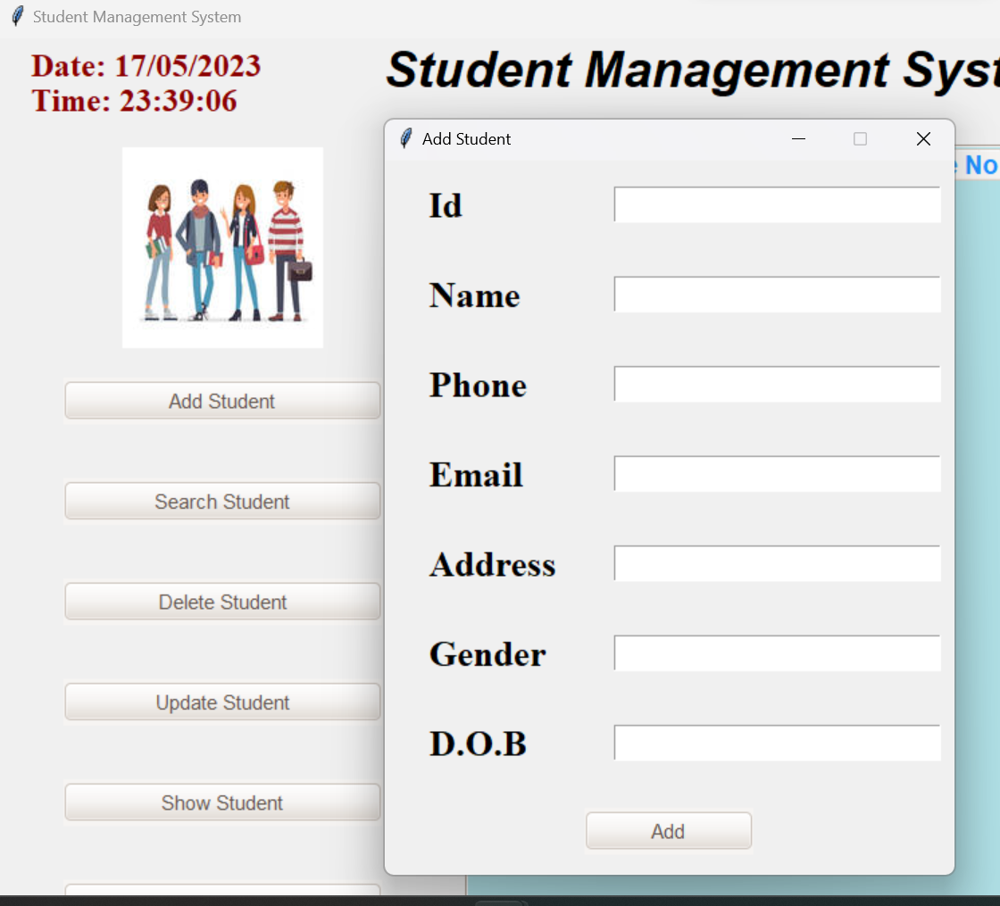 Student Management System
Date: 17/05/2023
Time: 23:39:06
Student Management
Add Student
No
Id
Name
Phone
Email
Address
Gender
D.O.B
Add
Add Student
Search Student
Delete Student
Update Student
Show Student